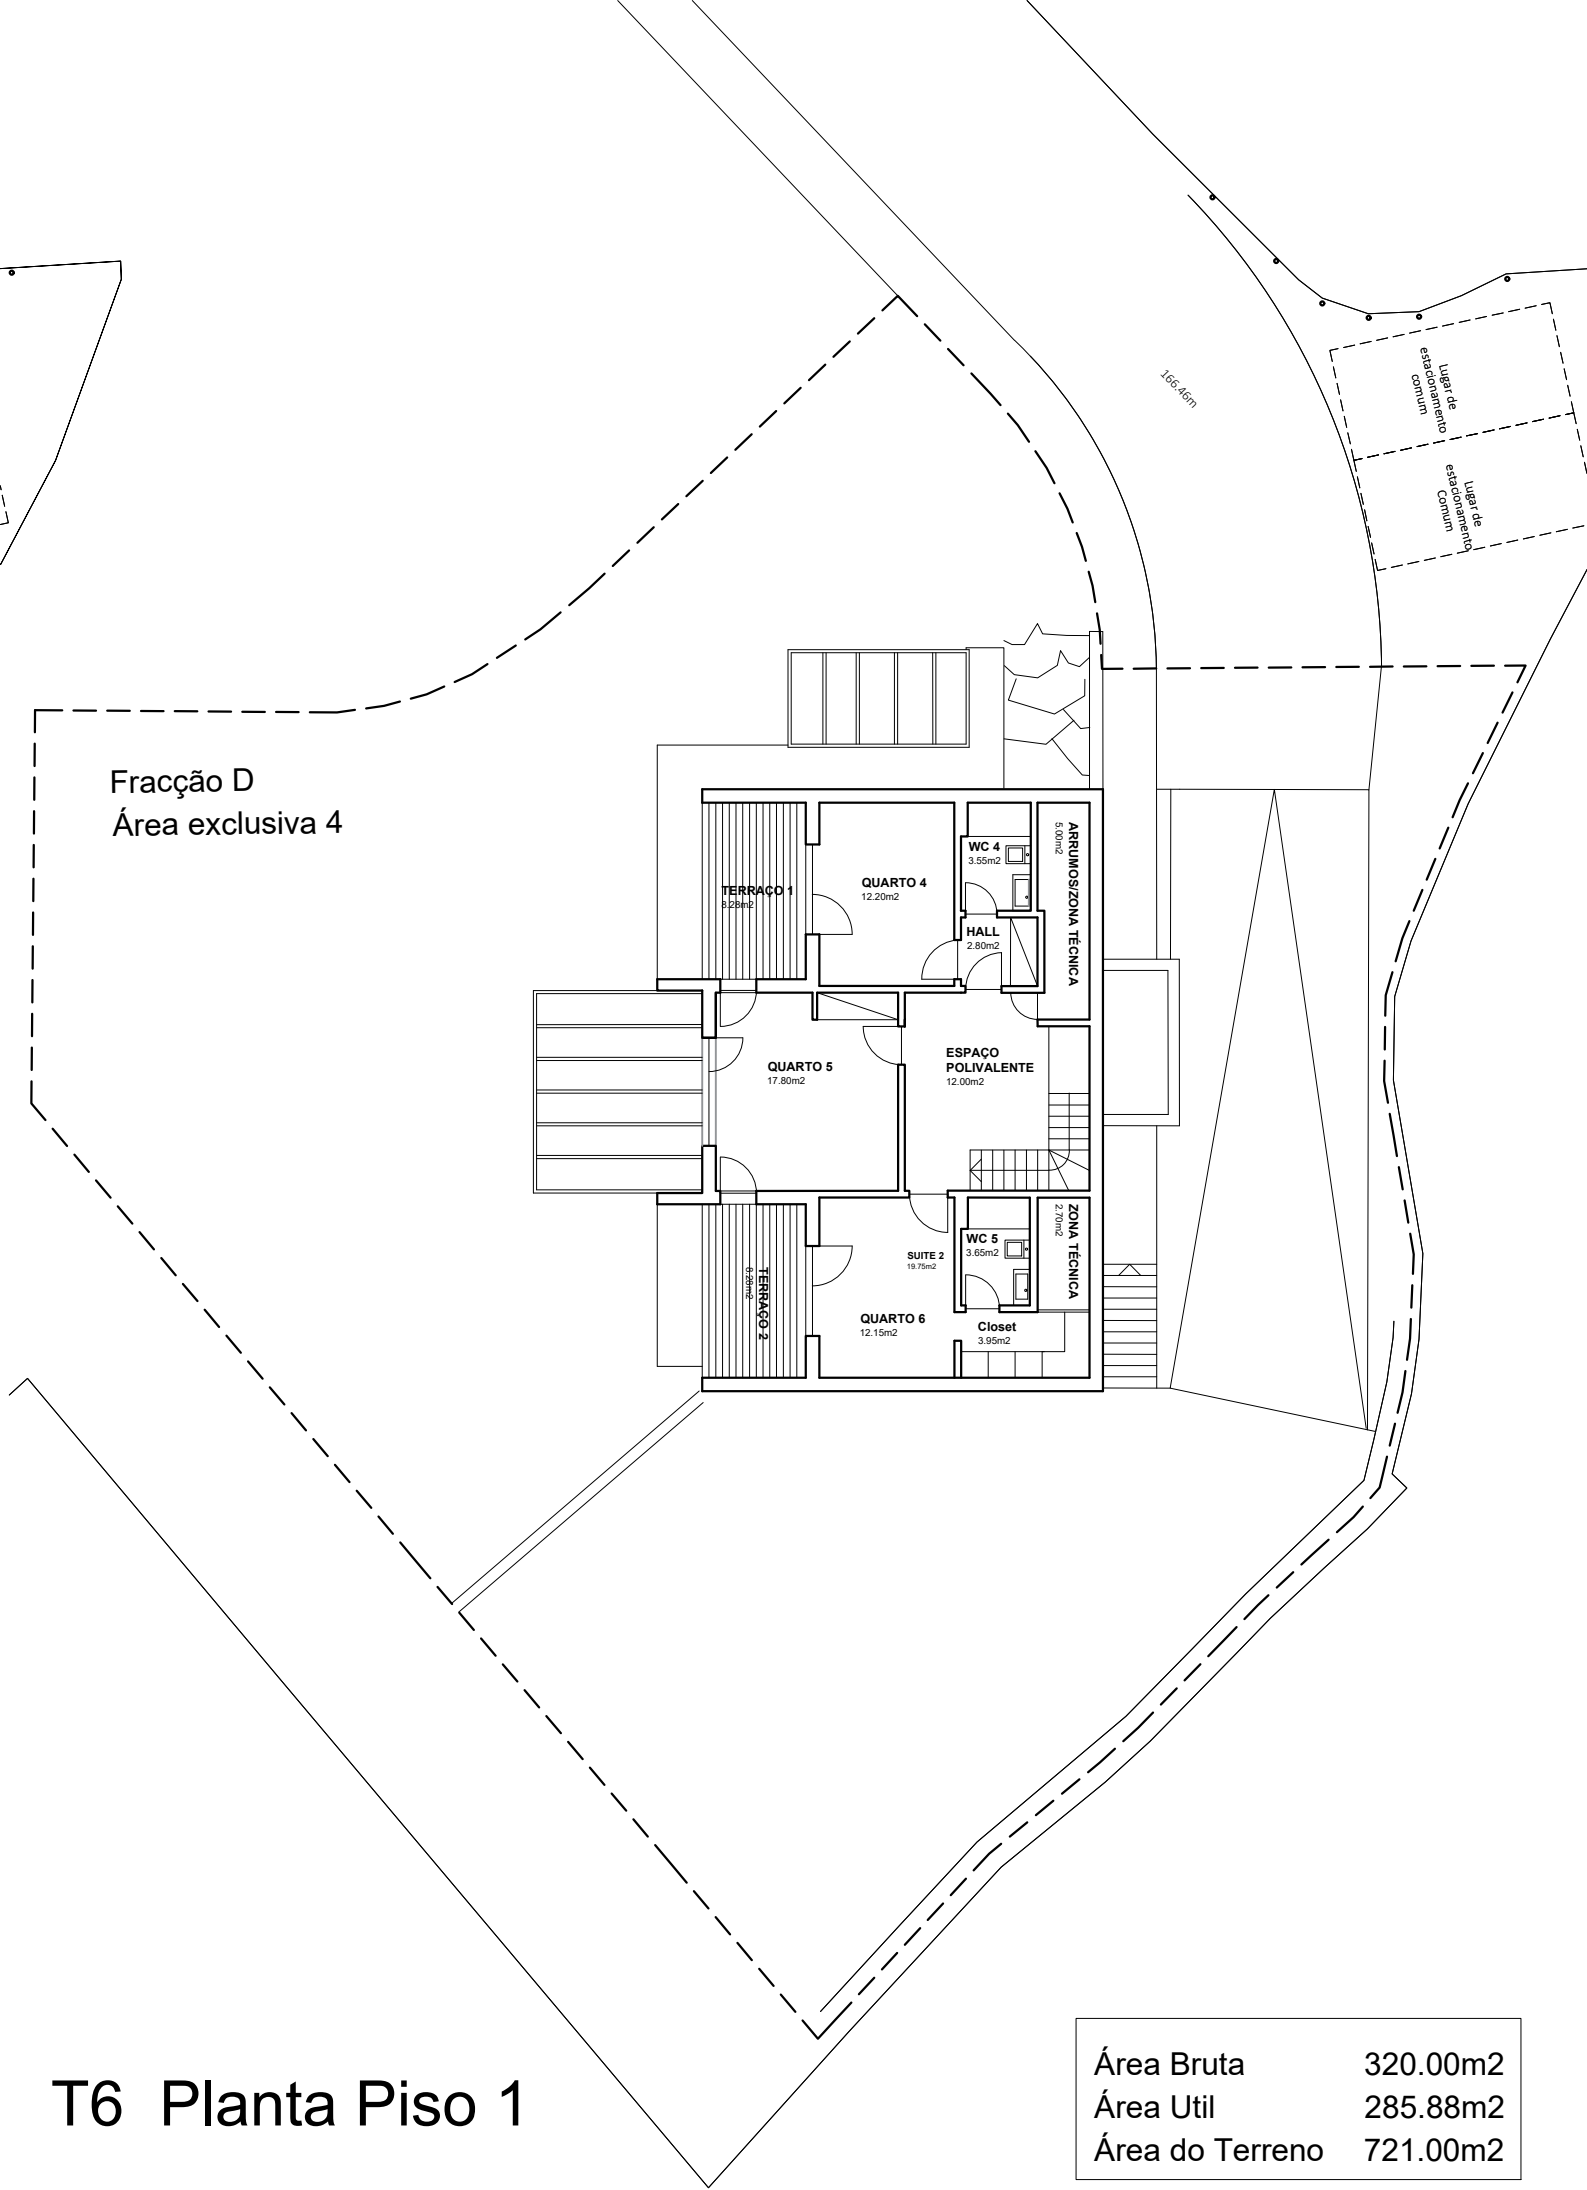 166.46m
Lugar de
estacionamento
comum
Lugar de
estacionamento
Comum
Fracção D
Área exclusiva 4
TERRAÇO 1
8.28m2
QUARTO 4
12.20m2
WC 4
3.55m2
HALL
2.80m2
ARRUMOS/ZONA TÉCNICA
5.00m2
QUARTO 5
17.80m2
ESPAÇO
POLIVALENTE
12.00m2
TERRAÇO 2
8.28m2
SUITE 2
19.75m2
QUARTO 6
12.15m2
WC 5
3.65m2
Closet
3.95m2
ZONA TÉCNICA
2.70m2
T6 Planta Piso 1
Área Bruta 320.00m2
Área Util 285.88m2
Área do Terreno 721.00m2